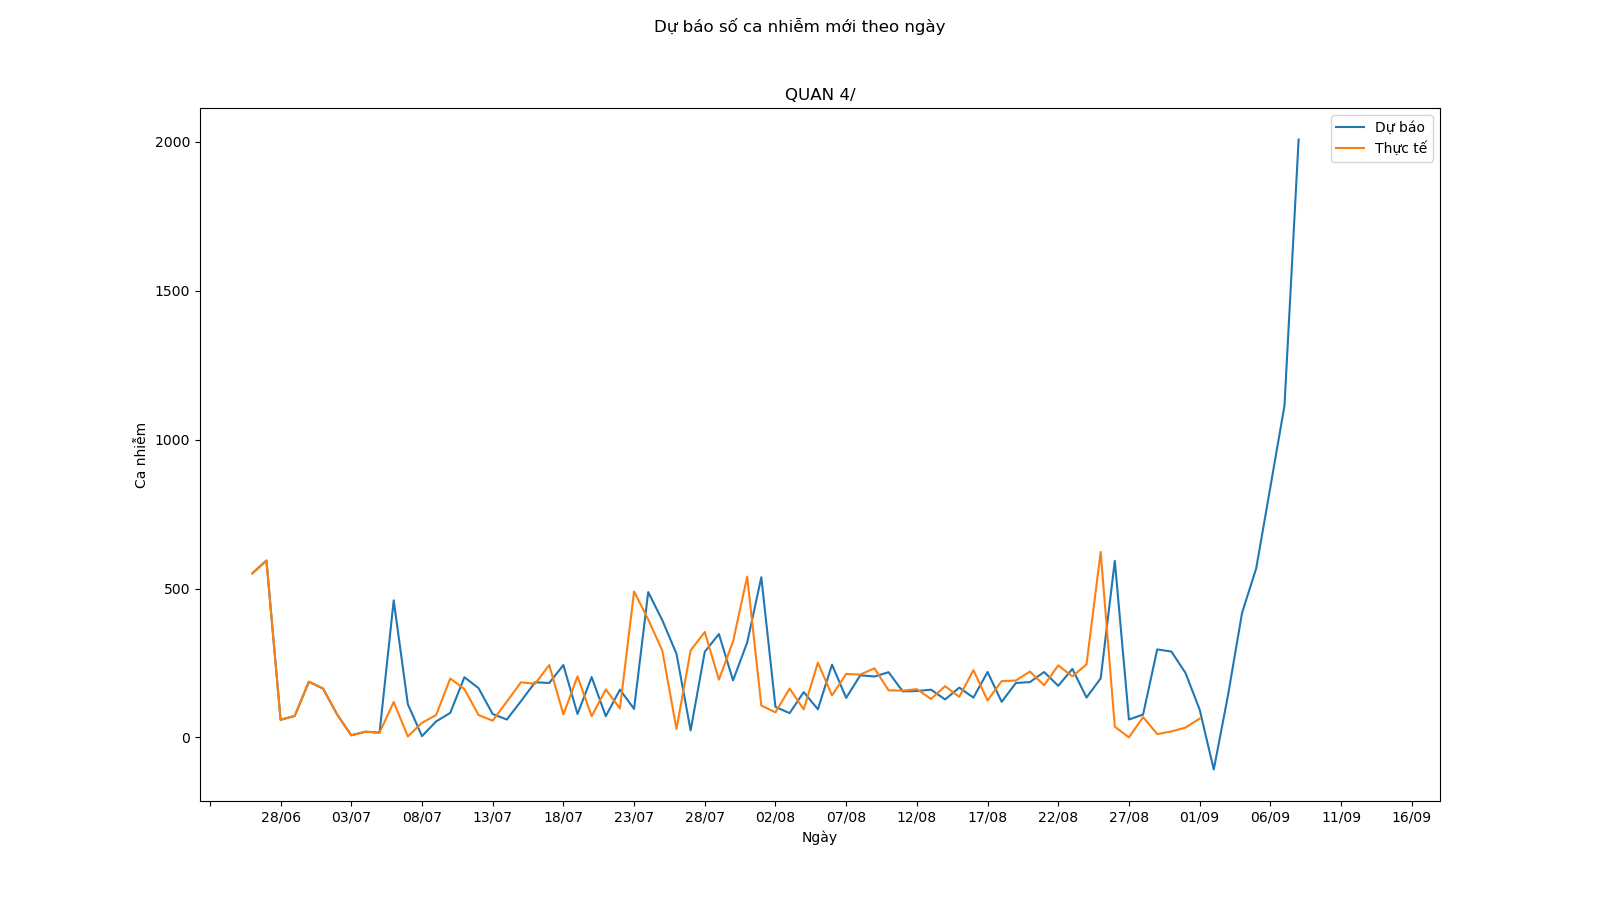 Dự báo số ca nhiễm mới theo ngày
QUAN 4/
Dự báo
Thực tế
2000
1500
1000
500
0
Ca nhiễm
28/06 03/07 08/07 13/07 18/07 23/07 28/07 02/08 07/08 12/08 17/08 22/08 27/08 01/09 06/09 11/09 16/09
Ngày